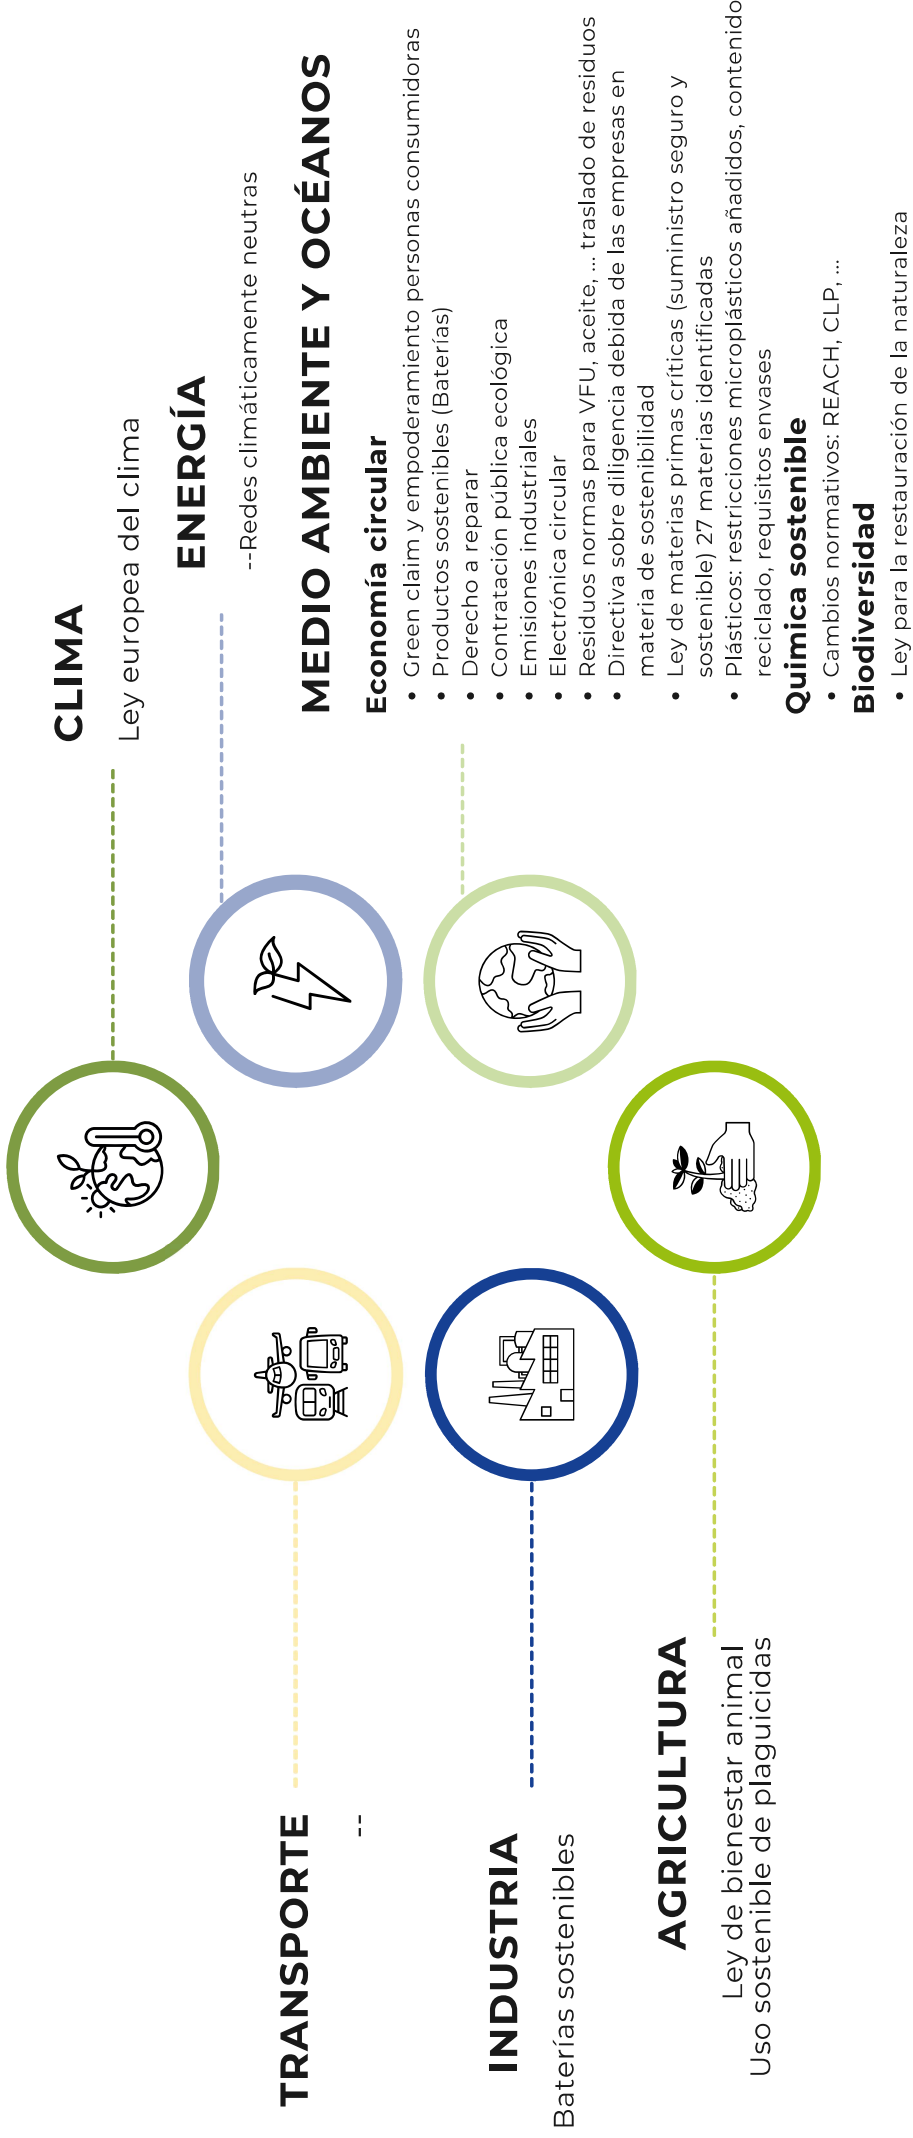 CLIMA
Ley europea del clima
ENERGÍA
--Redes climáticamente neutras
MEDIO AMBIENTE Y OCÉANOS
Economía circular
• Green claim y empoderamiento personas consumidoras
• Productos sostenibles (Baterías)
• Derecho a reparar
• Contratación pública ecológica
• Emisiones industriales
• Electrónica circular
• Residuos normas para VFU, aceite, ... traslado de residuos
• Directiva sobre diligencia debida de las empresas en
materia de sostenibilidad
• Ley de materias primas críticas (suministro seguro y
sostenible) 27 materias identificadas
• Plásticos: restricciones microplásticos añadidos, contenido
reciclado, requisitos envases
Química sostenible
• Cambios normativos: REACH, CLP, ...
Biodiversidad
• Ley para la restauración de la naturaleza
TRANSPORTE
--
INDUSTRIA
Baterías sostenibles
AGRICULTURA
Ley de bienestar animal
Uso sostenible de plaguicidas